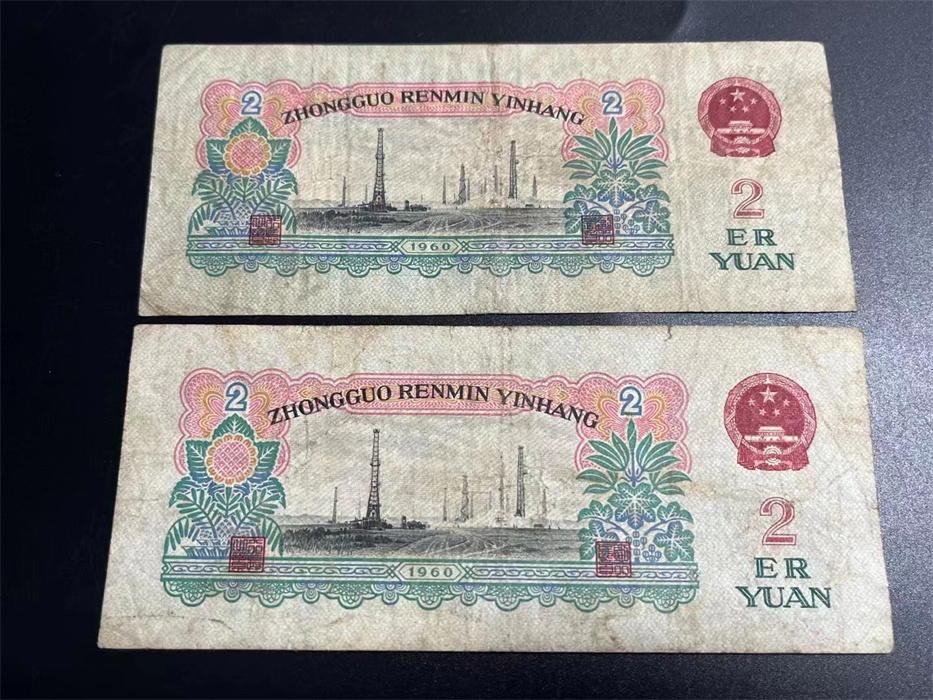 2 ZHONGGUO RENMIN YINHANG 2
1960
2
ER
YUAN
2 ZHONGGUO RENMIN YINHANG 2
1960
2
ER
YUAN